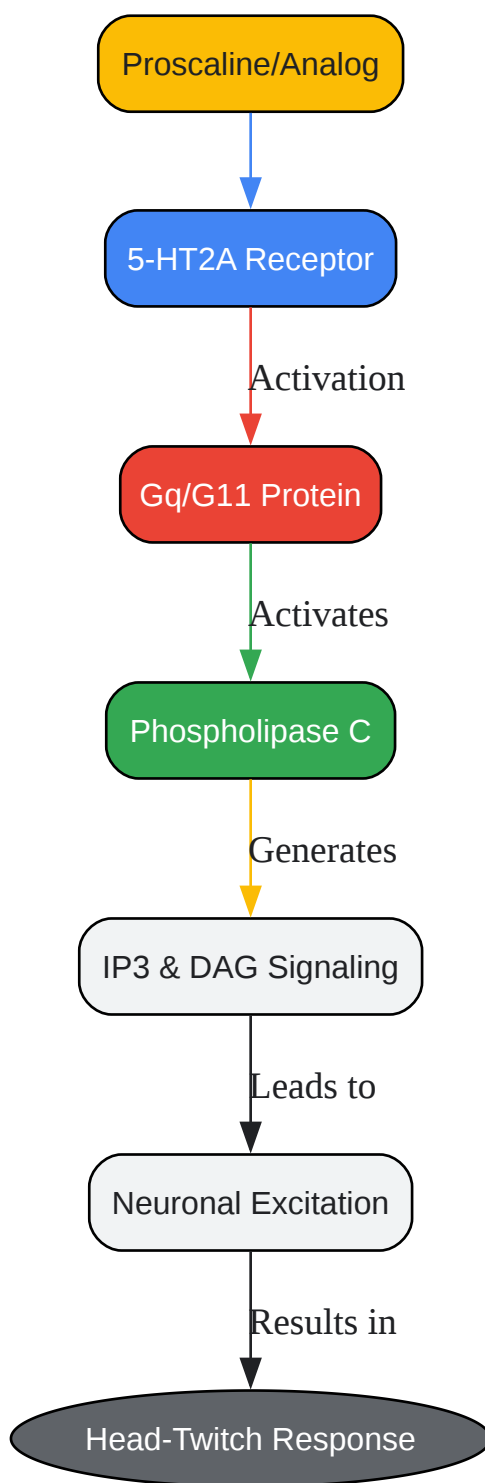 Proscaline/Analog
5-HT2A Receptor
Activation
Gq/G11 Protein
Activates
Phospholipase C
Generates
IP3 & DAG Signaling
Leads to
Neuronal Excitation
Results in
Head-Twitch Response